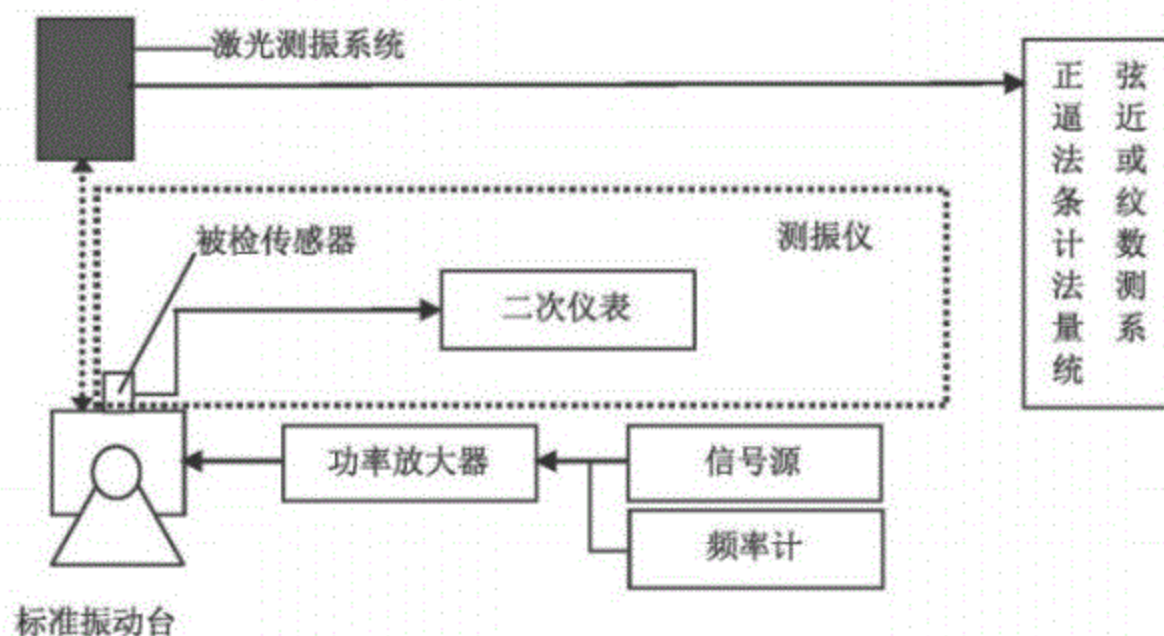 激光测振系统
正弦
逼近
法或
条纹
计数
法测
量系
统
被检传感器
测振仪
二次仪表
功率放大器
信号源
频率计
标准振动台